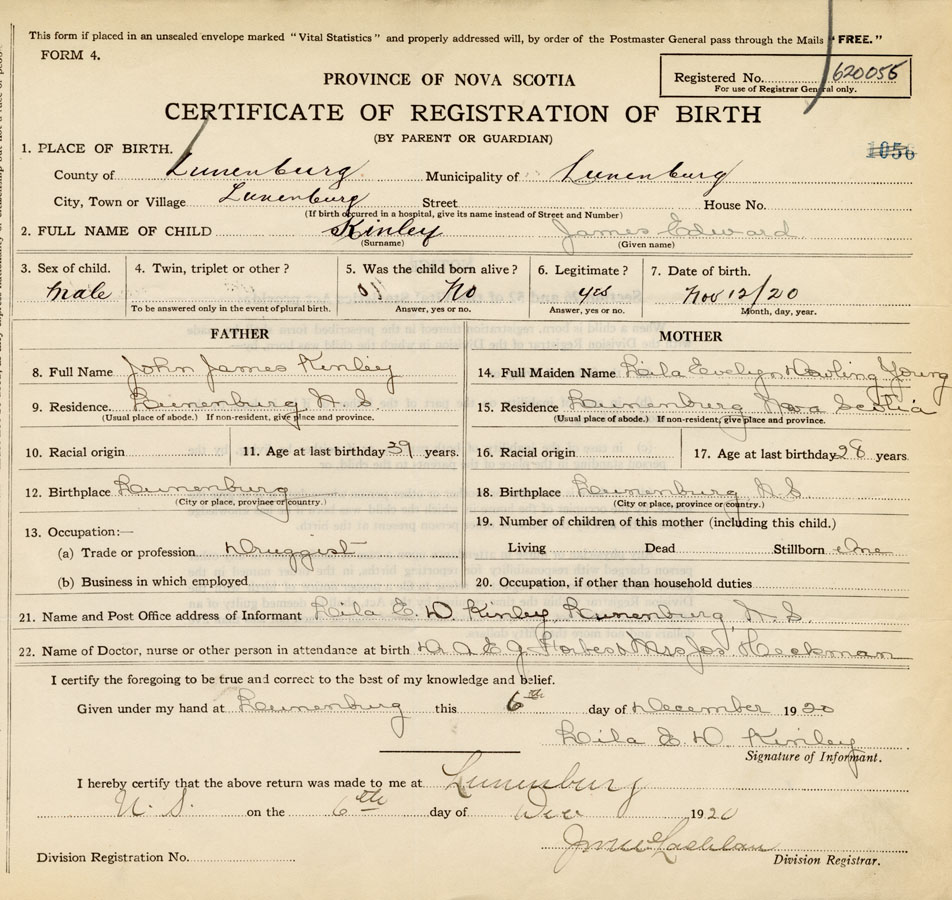 This form if placed in an unsealed envelope marked "Vital Statistics" and properly addressed will, by order of the Postmaster General pass through the Mails "FREE."
FORM 4.
PROVINCE OF NOVA SCOTIA
Registered No. 620055
For use of Registrar General only.
CERTIFICATE OF REGISTRATION OF BIRTH
(BY PARENT OR GUARDIAN)
1056
1. PLACE OF BIRTH.
County of Lunenburg Municipality of Lunenburg
City, Town or Village Lunenburg Street House No.
(If birth occurred in a hospital, give its name instead of Street and Number)
2. FULL NAME OF CHILD Kinley James Edward
(Surname) (Given name)
3. Sex of child. 4. Twin, triplet or other? 5. Was the child born alive? 6. Legitimate? 7. Date of birth.
Male No yes Nov 12/20
To be answered only in the event of plural birth. Answer, yes or no. Answer, yes or no. Month, day, year.
FATHER MOTHER
8. Full Name John James Kinley 14. Full Maiden Name Lila Evelyn Dowling Young
9. Residence. Lunenburg N. S. 15. Residence Lunenburg Nova Scotia
(Usual place of abode.) If non-resident, give place and province. (Usual place of abode.) If non-resident, give place and province.
10. Racial origin 11. Age at last birthday 39 years. 16. Racial origin 17. Age at last birthday 28 years
12. Birthplace Lunenburg 18. Birthplace Lunenburg N.S.
(City or place, province or country.) (City or place, province or country.)
13. Occupation:— 19. Number of children of this mother (including this child.)
(a) Trade or profession Druggist Living Dead Stillborn One
(b) Business in which employed 20. Occupation, if other than household duties
21. Name and Post Office address of Informant Lila E. D. Kinley, Lunenburg, N. S.
22. Name of Doctor, nurse or other person in attendance at birth Forbes & Mrs Jos Heckman
I certify the foregoing to be true and correct to the best of my knowledge and belief.
Given under my hand at Lunenburg this 6th day of December 1920
Lila E D Kinley
Signature of Informant.
I hereby certify that the above return was made to me at Lunenburg
N. S. on the 6th day of Dec 1920
Division Registration No. Division Registrar.